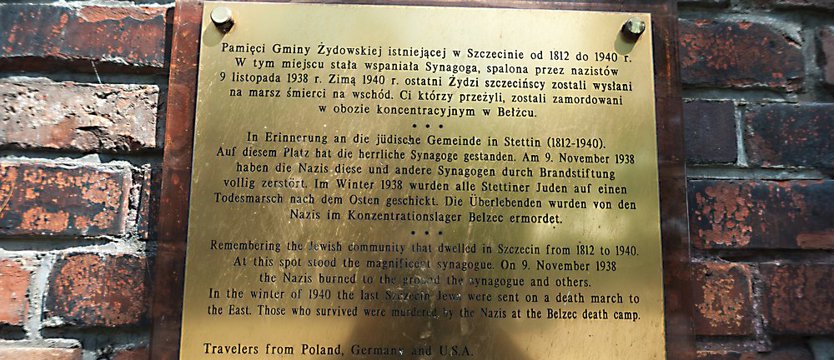 Pamięci Gminy Żydowskiej istniejącej w Szczecinie od 1812 do 1940 r.
W tym miejscu stała wspaniała Synagoga, spalona przez nazistów
9 listopada 1938 r. Zimą 1940 r. ostatni Żydzi szczecińscy zostali wysłani
na marsz śmierci na wschód. Ci którzy przeżyli, zostali zamordowani
w obozie koncentracyjnym w Bełżcu.
* * *
In Erinnerung an die jüdische Gemeinde in Stettin (1812-1940).
Auf diesem Platz hat die herrliche Synagoge gestanden. Am 9. November 1938
haben die Nazis diese und andere Synagogen durch Brandstiftung
vollig zerstört. Im Winter 1938 wurden alle Stettiner Juden auf einen
Todesmarsch nach dem Osten geschickt. Die Überlebenden wurden von den
Nazis im Konzentrationslager Belzec ermordet.
* * *
Remembering the Jewish community that dwelled in Szczecin from 1812 to 1940.
At this spot stood the magnificent synagogue. On 9. November 1938
the Nazis burned to the ground the synagogue and others.
In the winter of 1940 the last Szczecin Jews were sent on a death march to
the East. Those who survived were murdered by the Nazis at the Belzec death camp.
Travelers from Poland, Germany and U.S.A.